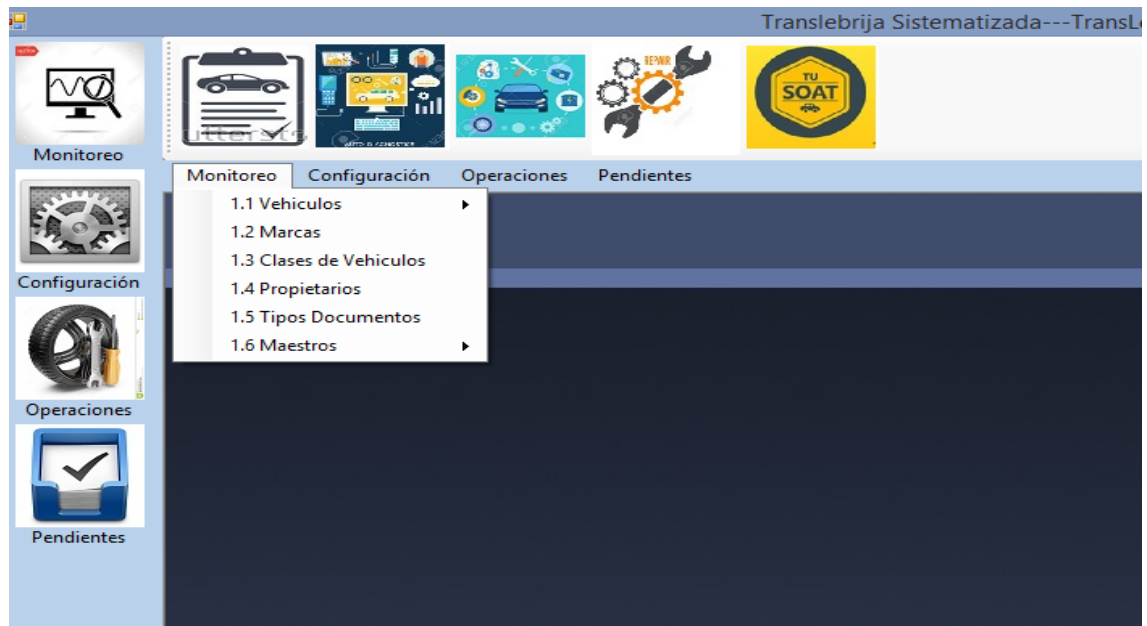 Translebrija Sistematizada---TransL
Monitoreo
REPAIR
TU
SOAT
Monitoreo Configuración Operaciones Pendientes
1.1 Vehiculos
1.2 Marcas
1.3 Clases de Vehiculos
1.4 Propietarios
1.5 Tipos Documentos
1.6 Maestros
Configuración
Operaciones
Pendientes